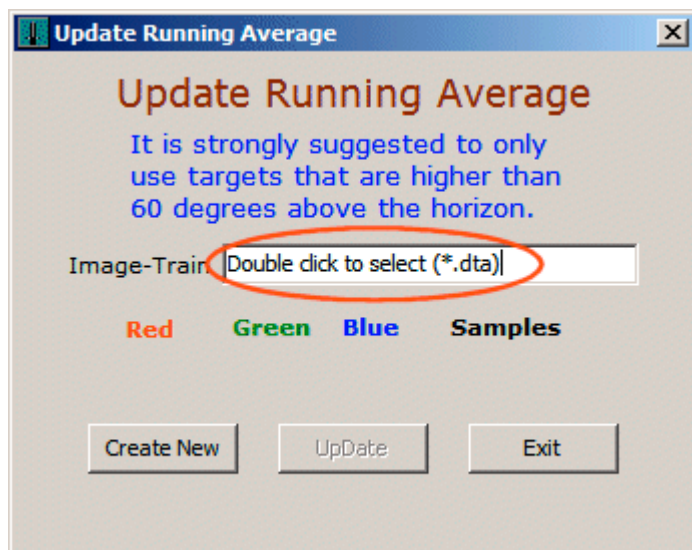 Update Running Average
Update Running Average
It is strongly suggested to only
use targets that are higher than
60 degrees above the horizon.
Image-Train Double click to select (*.dta)
Red Green Blue Samples
Create New UpDate Exit